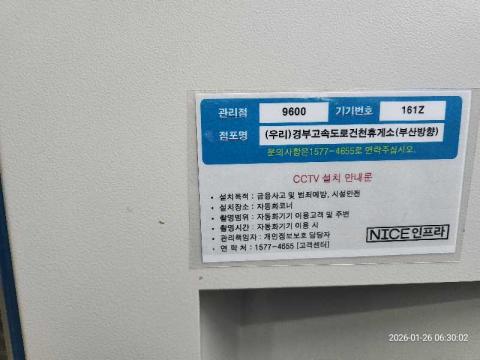 관리점 9600 기기번호 161Z
점포명 (우리)경부고속도로건천휴게소(부산방향)
문의사항은1577-4655로 연락주십시오.
CCTV 설치 안내문
• 설치목적 : 금융사고 및 범죄예방, 시설안전
• 설치장소 : 자동화코너
• 촬영범위 : 자동화기기 이용고객 및 주변
• 촬영시간 : 자동화기기 이용 시
• 관리책임자 : 개인정보보호 담당자
• 연 락 처 : 1577-4655 [고객센터]
NICE인프라
2026-01-26 06:30:02